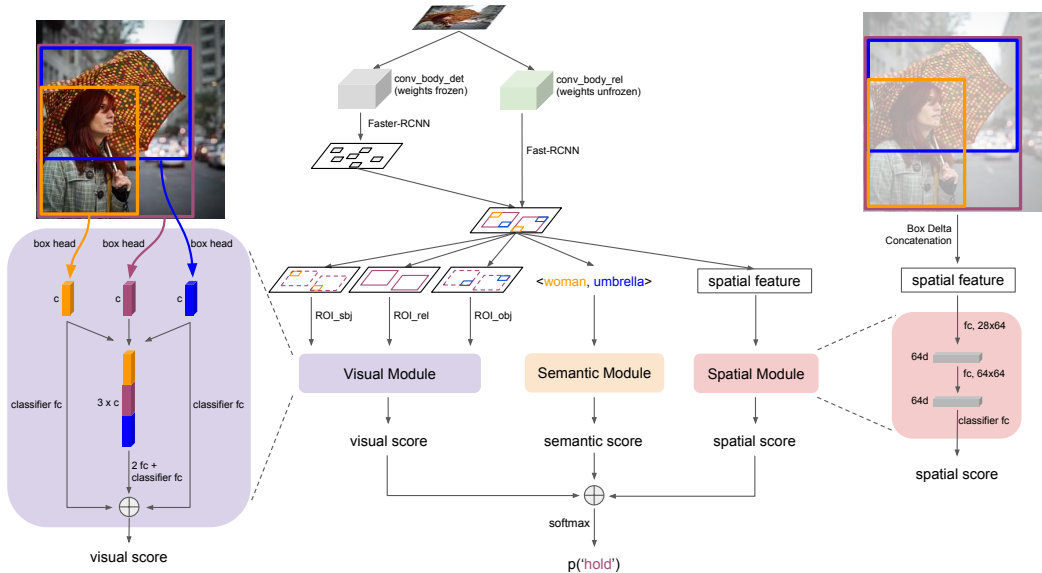 conv_body_det
(weights frozen)
conv_body_rel
(weights unfrozen)
Faster-RCNN
Fast-RCNN
box head
box head
box head
c
c
c
classifier fc
3 x c
classifier fc
2 fc +
classifier fc
visual score
ROI_sbj
ROI_rel
ROI_obj
<woman, umbrella>
spatial feature
Visual Module
Semantic Module
Spatial Module
visual score
semantic score
spatial score
softmax
p('hold')
Box Delta
Concatenation
spatial feature
fc, 28x64
64d
fc, 64x64
64d
classifier fc
spatial score